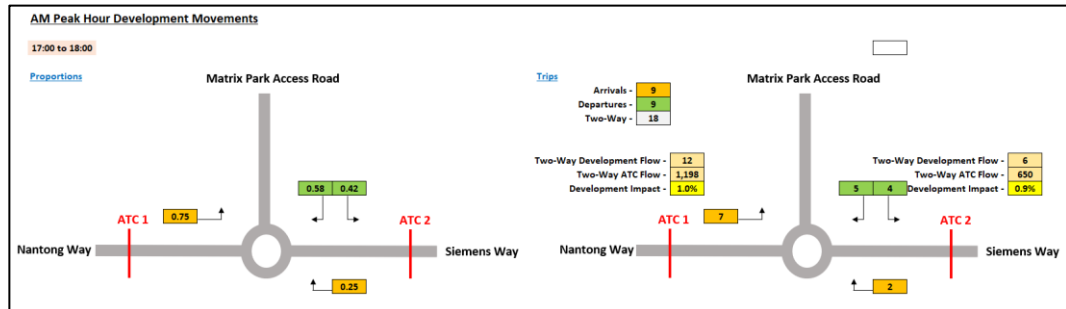 AM Peak Hour Development Movements
17:00 to 18:00
Proportions
Matrix Park Access Road
0.58 0.42
0.75
ATC 1
ATC 2
Nantong Way
Siemens Way
0.25
Trips
Matrix Park Access Road
Arrivals - 9
Departures - 9
Two-Way - 18
Two-Way Development Flow - 12
Two-Way ATC Flow - 1,198
Development Impact - 1.0%
Two-Way Development Flow - 6
Two-Way ATC Flow - 650
Development Impact - 0.9%
5 4
7
ATC 1
ATC 2
Nantong Way
Siemens Way
2